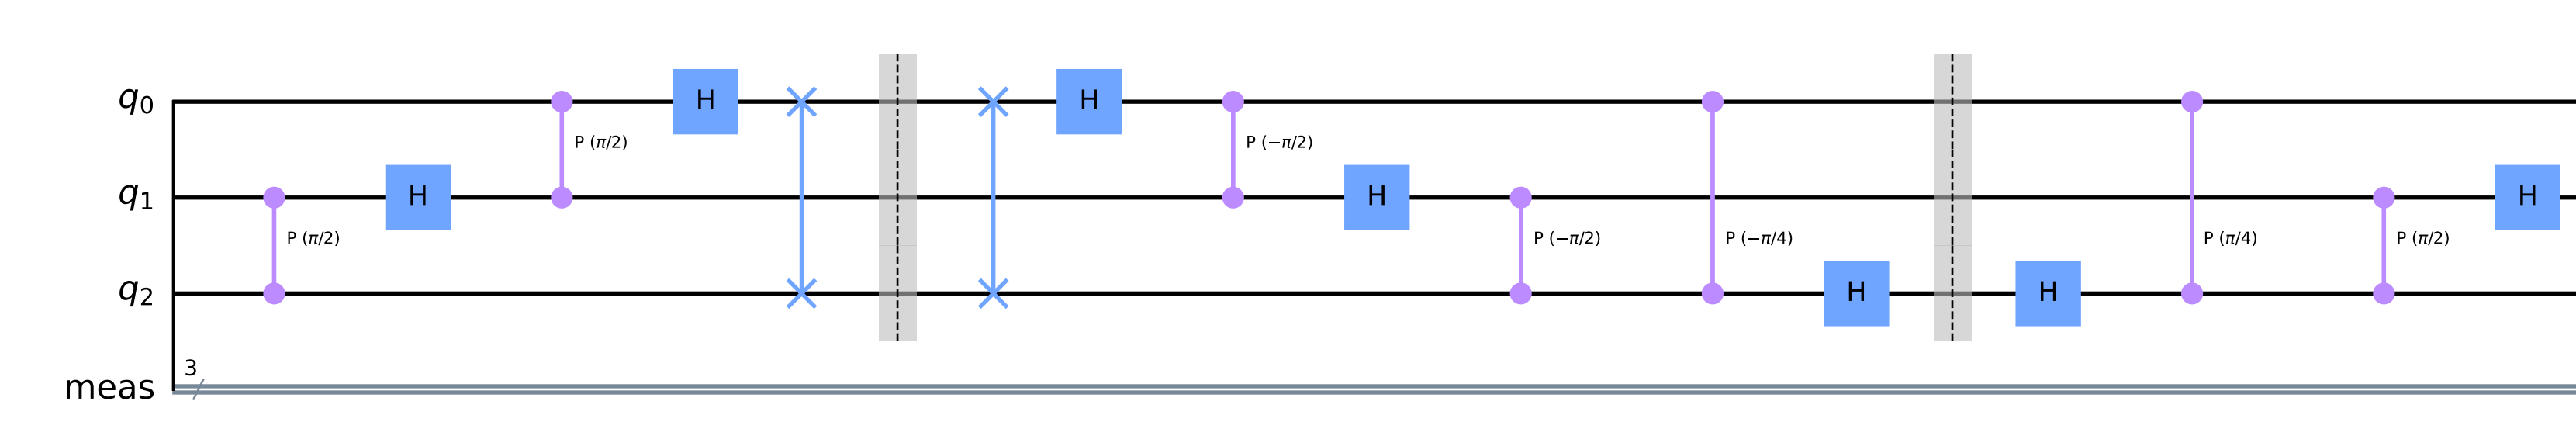 q0 H H
P (π/2) P (−π/2)
q1 H H H
P (π/2) P (−π/2) P (−π/4) P (π/4) P (π/2)
q2 H H
3
meas